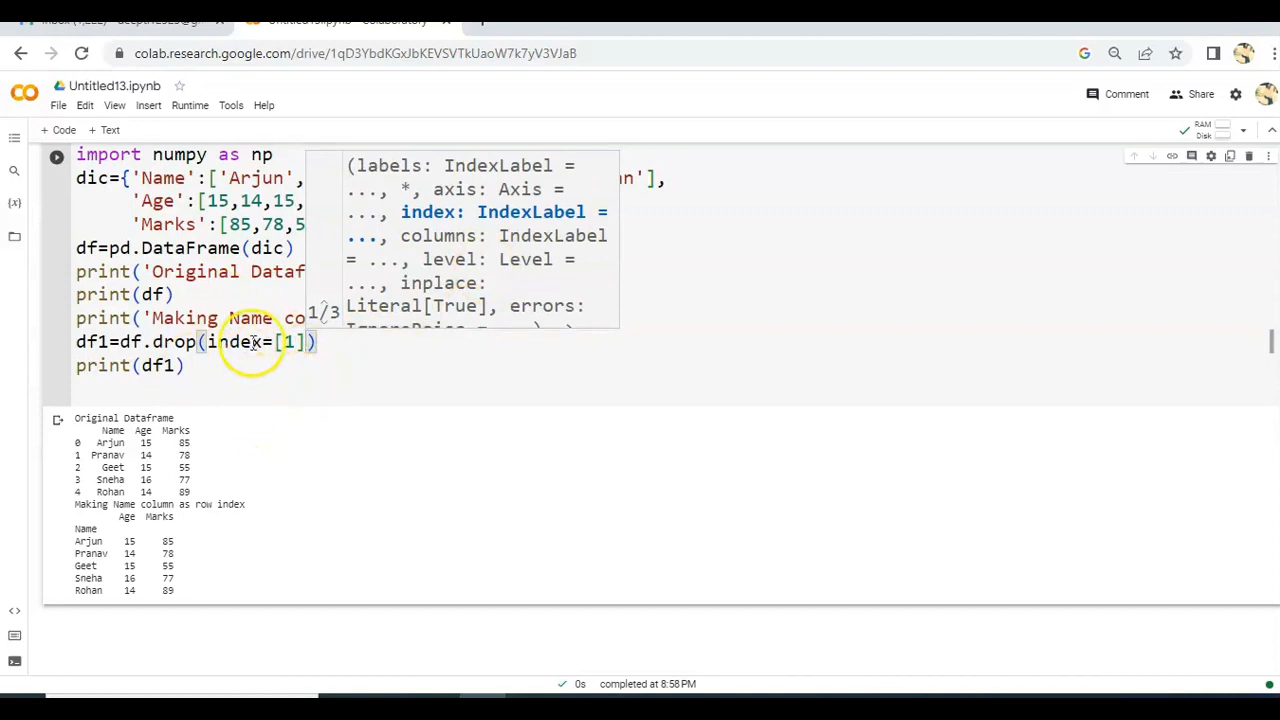 colab.research.google.com/drive/1qD3YbdKGxJbKEVSVTkUaoW7k7yV3VJaB
Untitled13.ipynb
File Edit View Insert Runtime Tools Help
Comment Share
+ Code + Text
RAM
Disk
import numpy as np
dic={'Name':['Arjun', n'],
'Age':[15,14,15,
'Marks':[85,78,5
df=pd.DataFrame(dic)
print('Original Dataf
print(df)
print('Making Name co
df1=df.drop(index=[1])
print(df1)
(labels: IndexLabel =
..., *, axis: Axis =
..., index: IndexLabel =
..., columns: IndexLabel
= ..., level: Level =
..., inplace:
Literal[True], errors:
1/3
Original Dataframe
Name Age Marks
0 Arjun 15 85
1 Pranav 14 78
2 Geet 15 55
3 Sneha 16 77
4 Rohan 14 89
Making Name column as row index
Age Marks
Name
Arjun 15 85
Pranav 14 78
Geet 15 55
Sneha 16 77
Rohan 14 89
0s completed at 8:58 PM